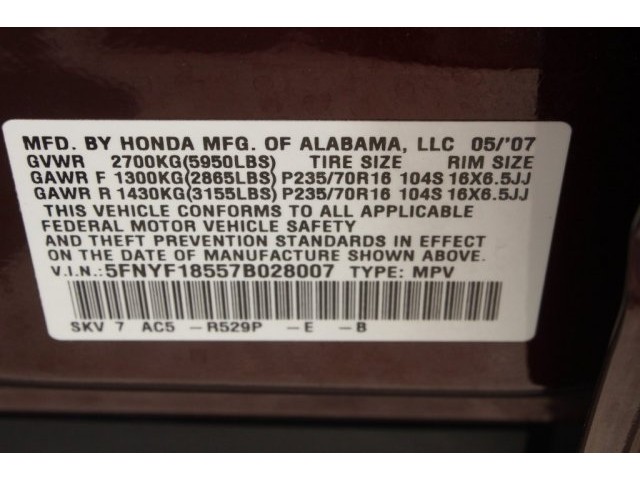 MFD. BY HONDA MFG. OF ALABAMA, LLC 05/'07
GVWR 2700KG(5950LBS) TIRE SIZE RIM SIZE
GAWR F 1300KG(2865LBS) P235/70R16 104S 16X6.5JJ
GAWR R 1430KG(3155LBS) P235/70R16 104S 16X6.5JJ
THIS VEHICLE CONFORMS TO ALL APPLICABLE
FEDERAL MOTOR VEHICLE SAFETY
AND THEFT PREVENTION STANDARDS IN EFFECT
ON THE DATE OF MANUFACTURE SHOWN ABOVE.
V.I.N.:5FNYF18557B028007 TYPE: MPV
SKV 7 AC5 -R529P -E -B